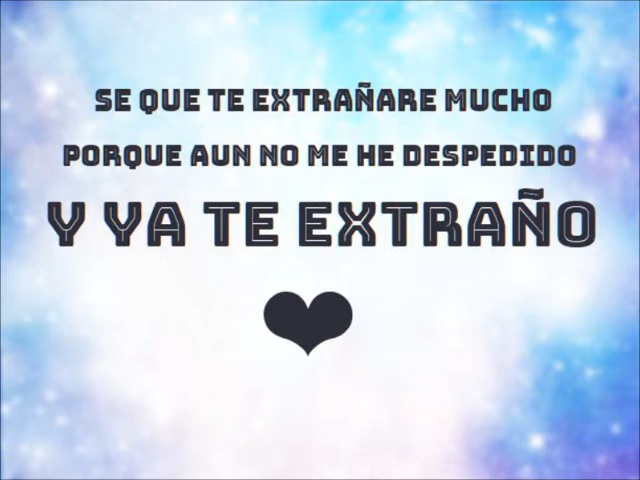 SE QUE TE EXTRAÑARE MUCHO
PORQUE AUN NO ME HE DESPEDIDO
Y YA TE EXTRAÑO